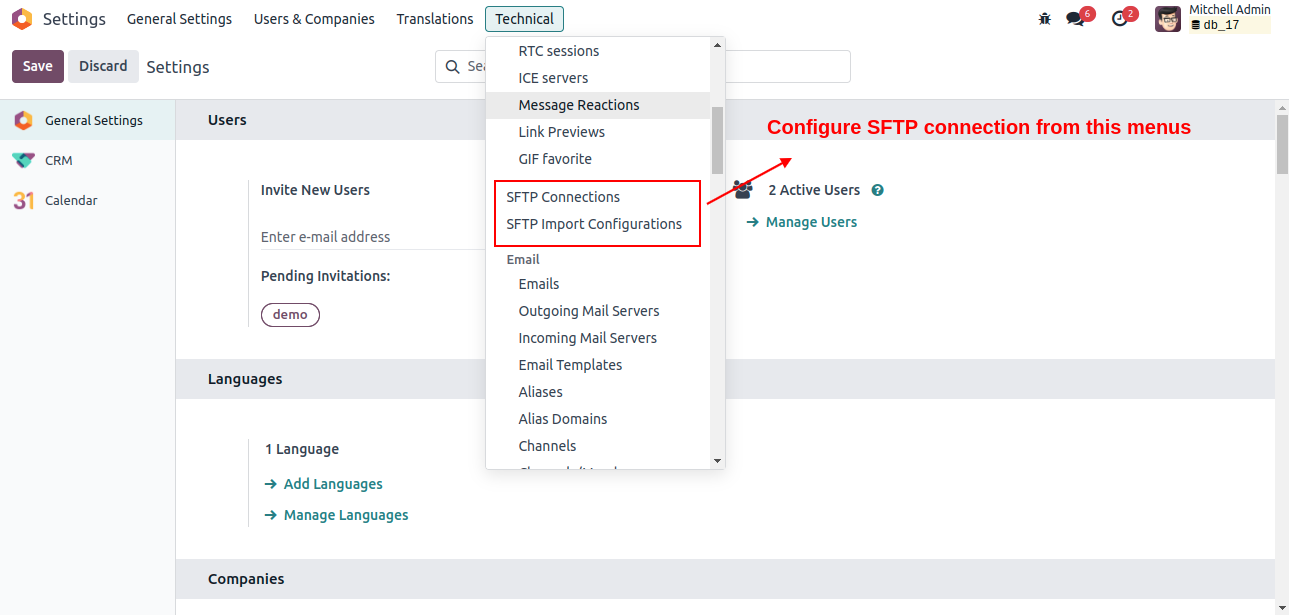 Settings General Settings Users & Companies Translations Technical 6 2 Mitchell Admin
db_17
Save Discard Settings Sea
General Settings
CRM
31 Calendar
Users
Invite New Users
Enter e-mail address
Pending Invitations:
demo
2 Active Users ?
Manage Users
Languages
1 Language
Add Languages
Manage Languages
Companies
RTC sessions
ICE servers
Message Reactions
Link Previews
GIF favorite
SFTP Connections
SFTP Import Configurations
Email
Emails
Outgoing Mail Servers
Incoming Mail Servers
Email Templates
Aliases
Alias Domains
Channels
Configure SFTP connection from this menus